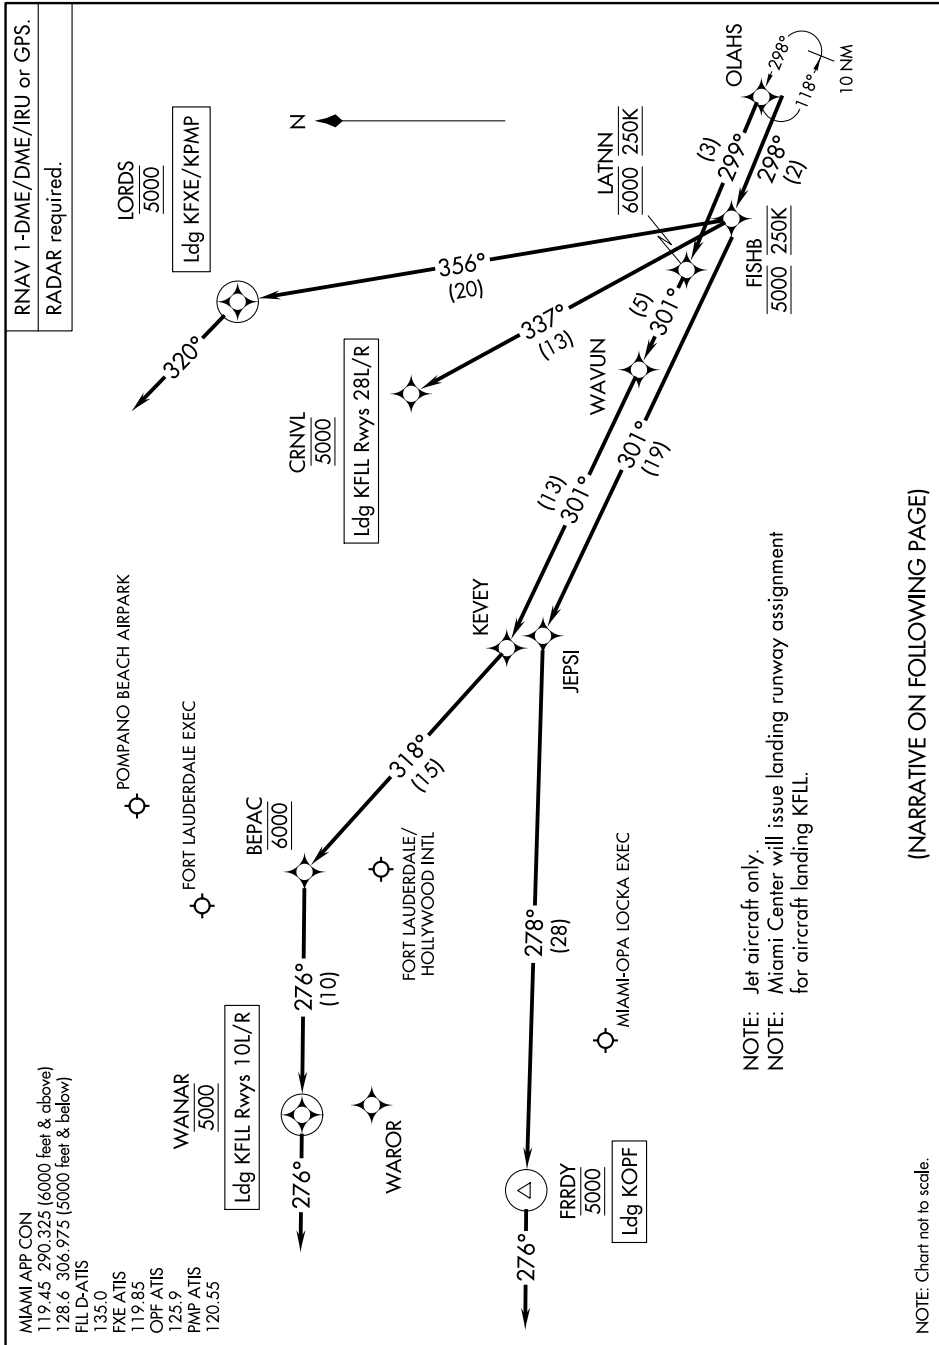 RNAV 1-DME/DME/IRU or GPS.
RADAR required.
MIAMI APP CON
119.45 290.325 (6000 feet & above)
128.6 306.975 (5000 feet & below)
FLL D-ATIS
135.0
FXE ATIS
119.85
OPF ATIS
125.9
PMP ATIS
120.55
POMPANO BEACH AIRPARK
LORDS
5000
Ldg KFXE/KPMP
320°
N
FORT LAUDERDALE EXEC
WANAR
5000
Ldg KFLL Rwys 10L/R
276°
276°
(10)
BEPAC
6000
CRNVL
5000
Ldg KFLL Rwys 28L/R
356°
(20)
WAROR
FORT LAUDERDALE/
HOLLYWOOD INTL
318°
(15)
KEVEY
337°
(13)
LATNN
6000 250K
OLAHS
298°
118°
10 NM
(3)
299°
298°
(2)
WAVUN
(5)
301°
(13)
301°
301°
(19)
FISHB
5000 250K
JEPSI
278°
(28)
276°
FRRDY
5000
Ldg KOPF
MIAMI-OPA LOCKA EXEC
NOTE: Jet aircraft only.
NOTE: Miami Center will issue landing runway assignment
for aircraft landing KFLL.
(NARRATIVE ON FOLLOWING PAGE)
NOTE: Chart not to scale.